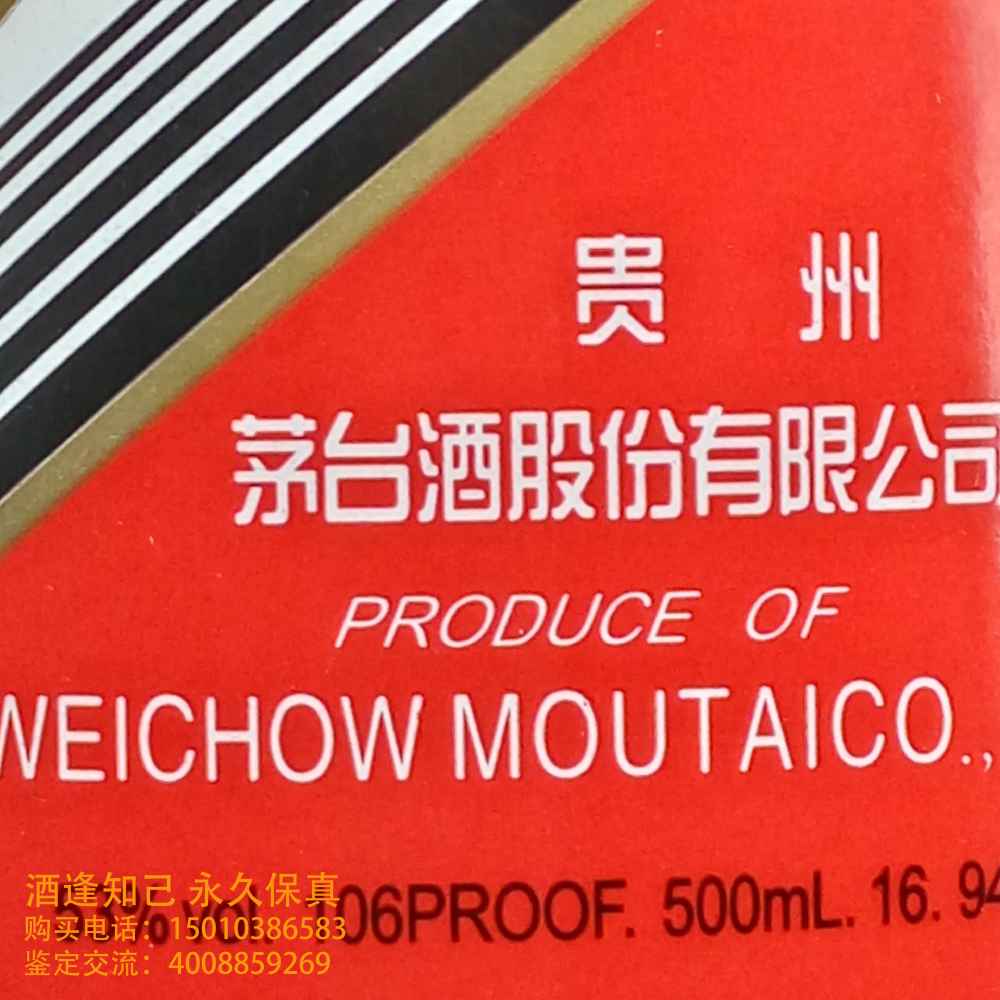 贵 州
茅台酒股份有限公司
PRODUCE OF
WEICHOW MOUTAICO.,
06PROOF. 500mL. 16. 94
酒逢知己 永久保真
购买电话：15010386583
鉴定交流：4008859269